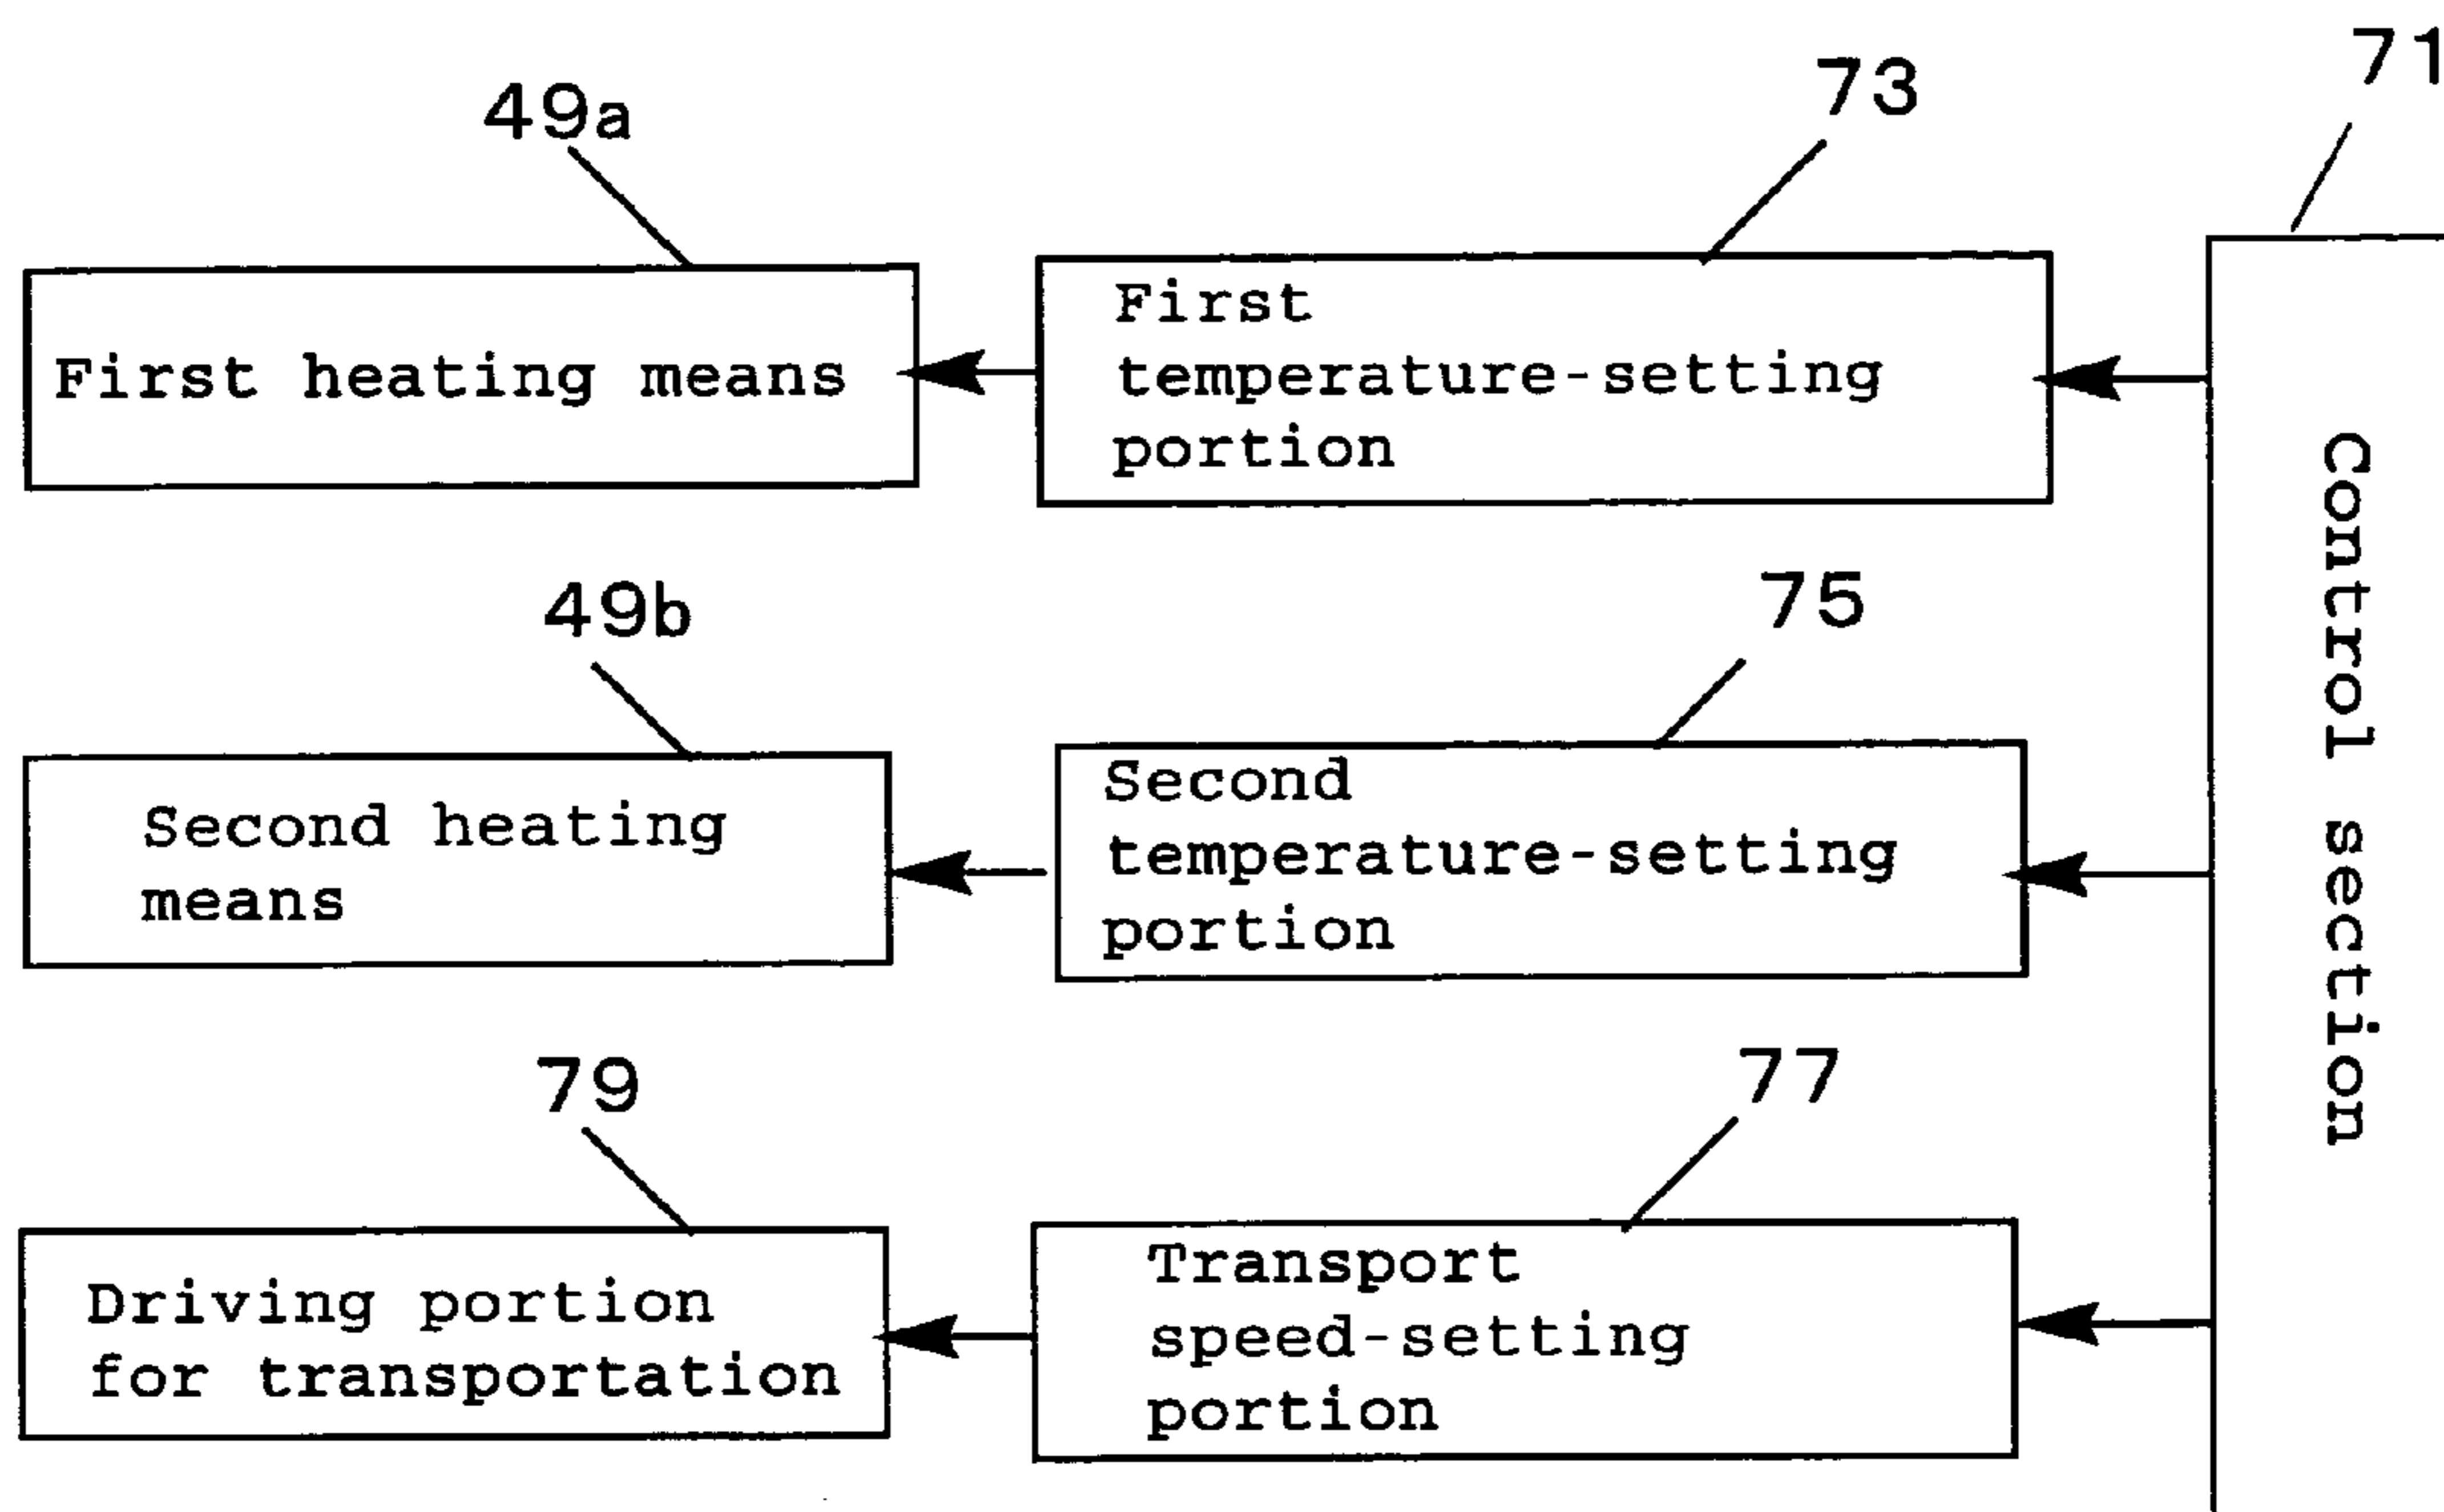 71
73
49a
First
temperature-setting
portion
First heating means
Control section
49b
75
Second
temperature-setting
portion
Second heating
means
79
77
Transport
speed-setting
portion
Driving portion
for transportation